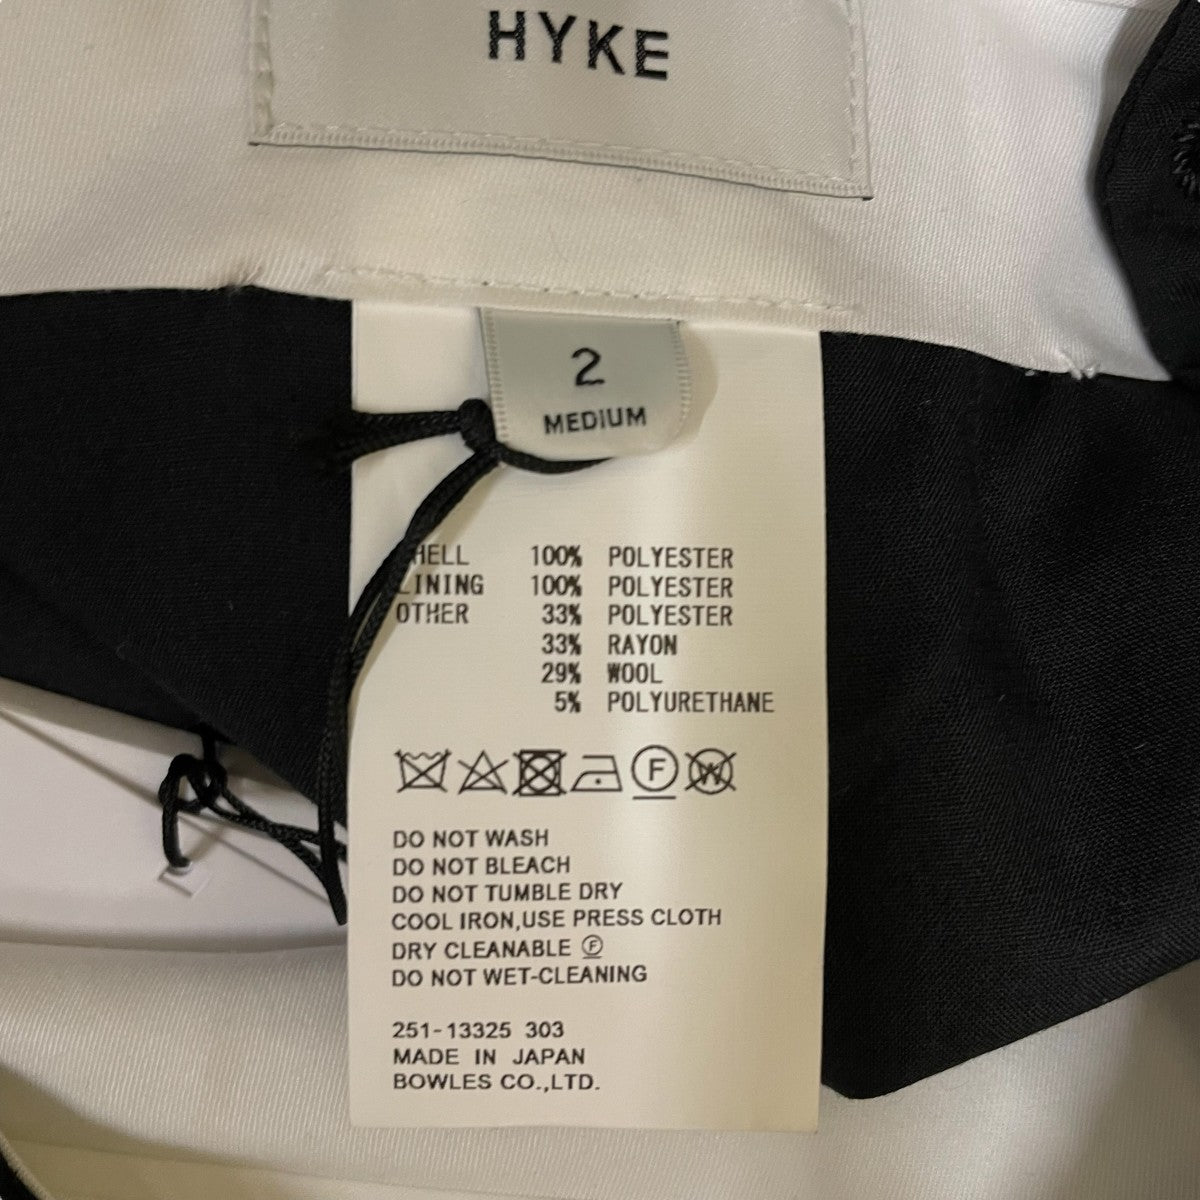 HYKE
2
MEDIUM
SHELL 100% POLYESTER
LINING 100% POLYESTER
OTHER 33% POLYESTER
33% RAYON
29% WOOL
5% POLYURETHANE
F W
DO NOT WASH
DO NOT BLEACH
DO NOT TUMBLE DRY
COOL IRON,USE PRESS CLOTH
DRY CLEANABLE Ⓕ
DO NOT WET-CLEANING
251-13325 303
MADE IN JAPAN
BOWLES CO.,LTD.